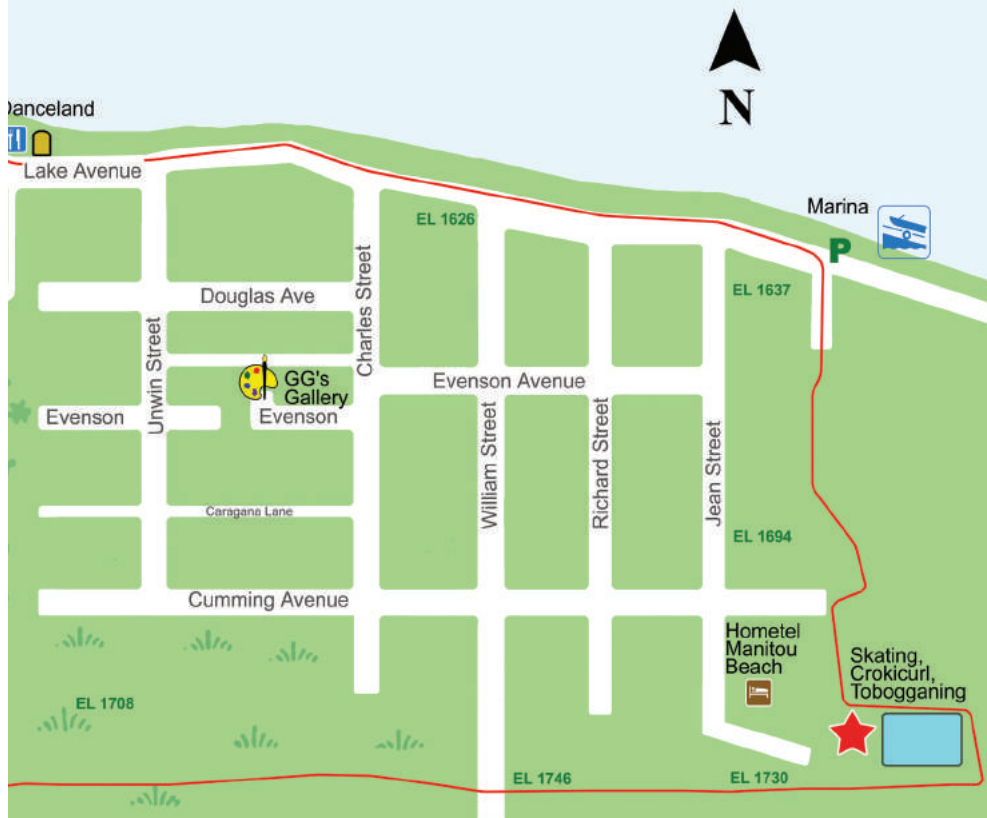 N
Danceland
Lake Avenue
Marina
P
EL 1626
EL 1637
Douglas Ave
Charles Street
Unwin Street
GG's
Gallery
Evenson Avenue
Evenson
Evenson
William Street
Richard Street
Jean Street
Caragana Lane
EL 1694
Cumming Avenue
Hometel
Manitou
Beach
Skating,
Crokicurl,
Tobogganing
EL 1708
EL 1746
EL 1730